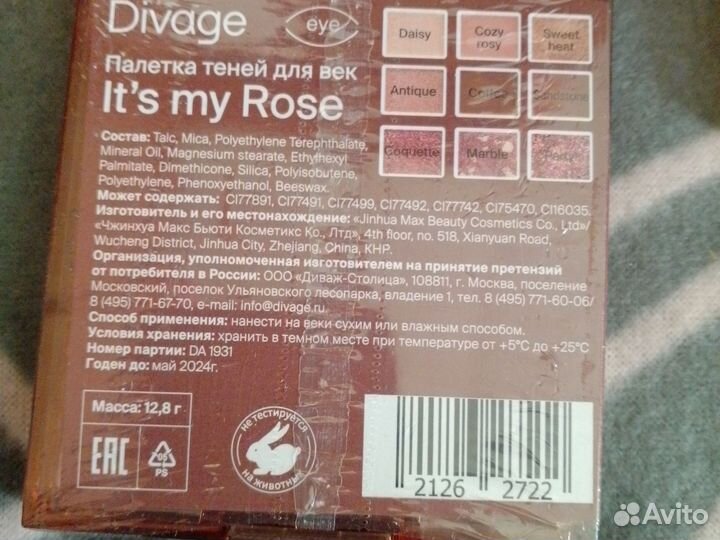 Divage
eye
Палетка теней для век
It's my Rose
Daisy
Cozy
rosy
Sweet
heat
Antique
Coffee
Sandstone
Coquette
Marble
Party
Состав: Talc, Mica, Polyethylene Terephthalate,
Mineral Oil, Magnesium stearate, Ethylhexyl
Palmitate, Dimethicone, Silica, Polyisobutene,
Polyethylene, Phenoxyethanol, Beeswax.
Может содержать: CI77891, CI77491, CI77499, CI77492, CI77742, CI75470, CI16035.
Изготовитель и его местонахождение: «Jinhua Max Beauty Cosmetics Co., Ltd»/
«Чжинхуа Макс Бьюти Косметикс Ко., Лтд», 4th floor, no. 518, Xianyuan Road,
Wucheng District, Jinhua City, Zhejiang, China, КНР.
Организация, уполномоченная изготовителем на принятие претензий
от потребителя в России: ООО «Диваж-Столица», 108811, г. Москва, поселение
Московский, поселок Ульяновского лесопарка, владение 1, тел. 8 (495) 771-60-06/
8 (495) 771-67-70, e-mail: info@divage.ru
Способ применения: нанести на веки сухим или влажным способом.
Условия хранения: хранить в темном месте при температуре от +5°C до +25°C
Номер партии: DA 1931
Годен до: май 2024г.
Масса: 12,8 г
EAC
05
PS
не тестируется
на животных
2126 2722
Avito